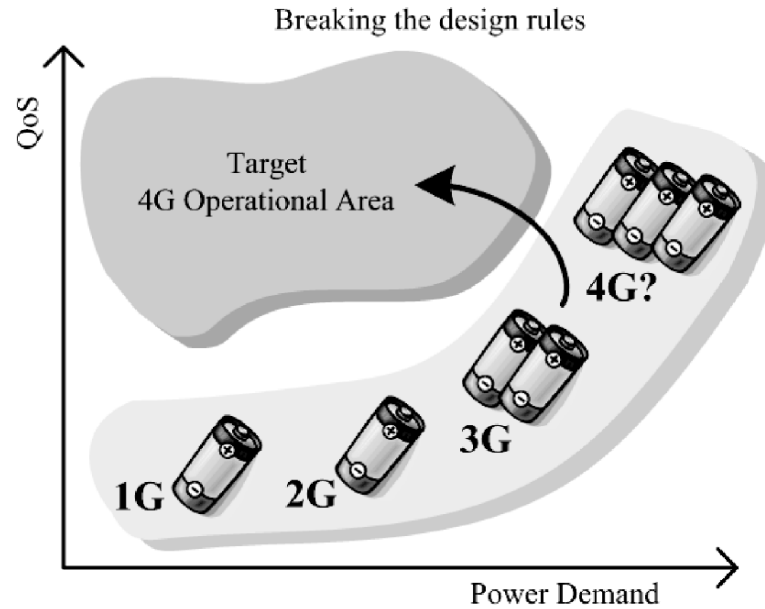 Breaking the design rules
QoS
Target
4G Operational Area
4G?
3G
2G
1G
Power Demand